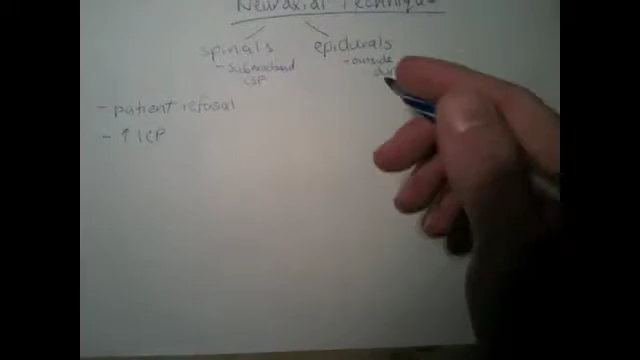 Neuraxial Technique
spinals
epidurals
- subarachnoid
CSF
- outside
- patient refusal
- ↑ ICP